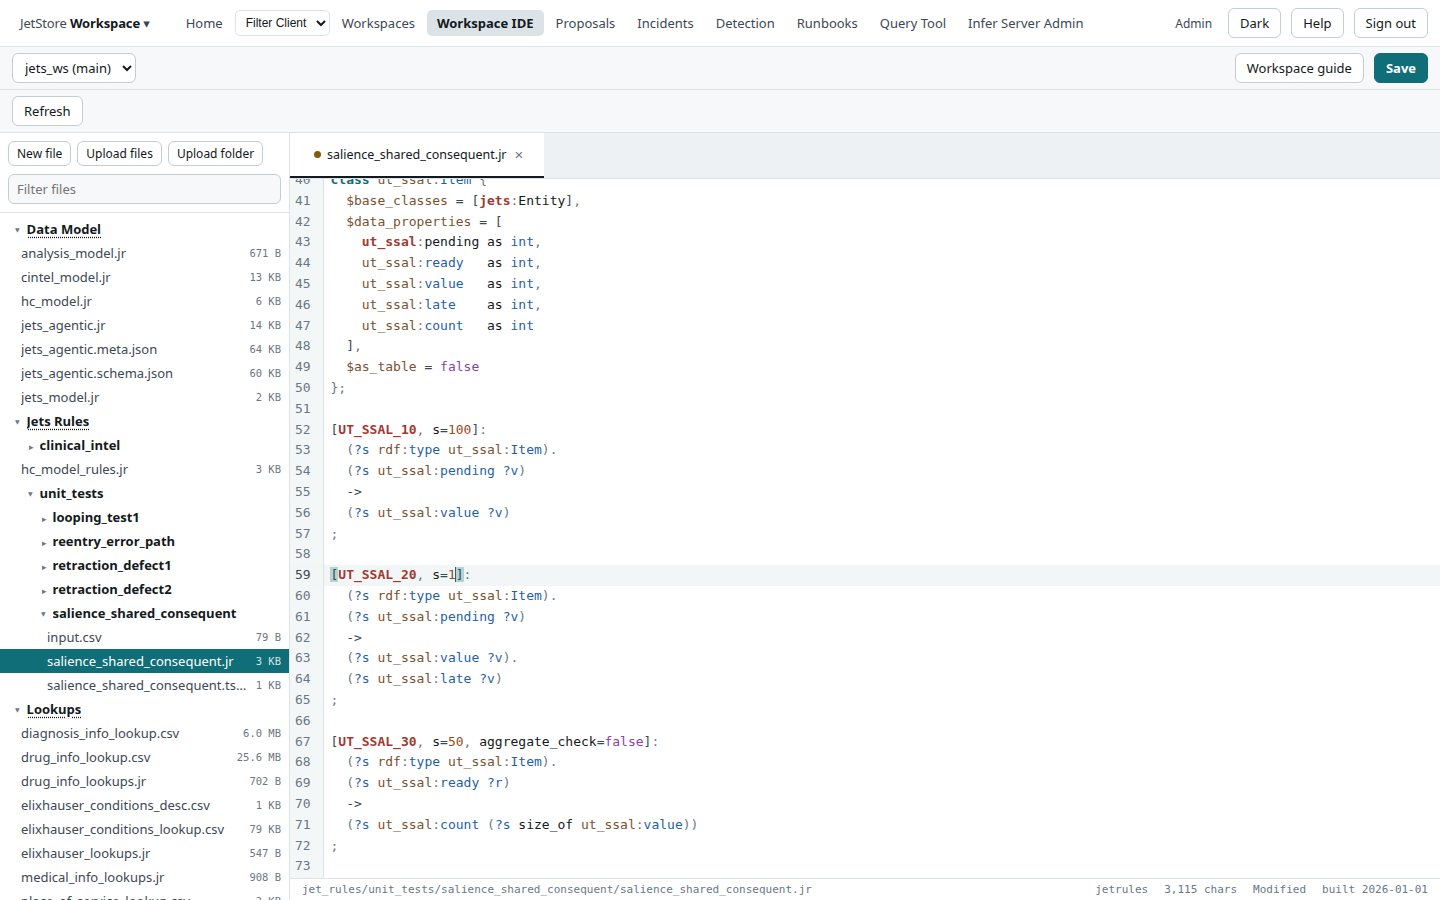 JetStore Workspace ▾ Home Filter Client Workspaces Workspace IDE Proposals Incidents Detection Runbooks Query Tool Infer Server Admin Admin Dark Help Sign out
jets_ws (main) Workspace guide Save
Refresh
New file Upload files Upload folder
Filter files
▾ Data Model
analysis_model.jr 671 B
cintel_model.jr 13 KB
hc_model.jr 6 KB
jets_agentic.jr 14 KB
jets_agentic.meta.json 64 KB
jets_agentic.schema.json 60 KB
jets_model.jr 2 KB
▾ Jets Rules
▸ clinical_intel
hc_model_rules.jr 3 KB
▾ unit_tests
▸ looping_test1
▸ reentry_error_path
▸ retraction_defect1
▸ retraction_defect2
▾ salience_shared_consequent
input.csv 79 B
salience_shared_consequent.jr 3 KB
salience_shared_consequent.ts... 1 KB
▾ Lookups
diagnosis_info_lookup.csv 6.0 MB
drug_info_lookup.csv 25.6 MB
drug_info_lookups.jr 702 B
elixhauser_conditions_desc.csv 1 KB
elixhauser_conditions_lookup.csv 79 KB
elixhauser_lookups.jr 547 B
medical_info_lookups.jr 908 B
salience_shared_consequent.jr ×
40 class ut_ssal:Item {
41 $base_classes = [jets:Entity],
42 $data_properties = [
43 ut_ssal:pending as int,
44 ut_ssal:ready as int,
45 ut_ssal:value as int,
46 ut_ssal:late as int,
47 ut_ssal:count as int
48 ],
49 $as_table = false
50 };
51
52 [UT_SSAL_10, s=100]:
53 (?s rdf:type ut_ssal:Item).
54 (?s ut_ssal:pending ?v)
55 ->
56 (?s ut_ssal:value ?v)
57 ;
58
59 [UT_SSAL_20, s=1]:
60 (?s rdf:type ut_ssal:Item).
61 (?s ut_ssal:pending ?v)
62 ->
63 (?s ut_ssal:value ?v).
64 (?s ut_ssal:late ?v)
65 ;
66
67 [UT_SSAL_30, s=50, aggregate_check=false]:
68 (?s rdf:type ut_ssal:Item).
69 (?s ut_ssal:ready ?r)
70 ->
71 (?s ut_ssal:count (?s size_of ut_ssal:value))
72 ;
73
jet_rules/unit_tests/salience_shared_consequent/salience_shared_consequent.jr jetrules 3,115 chars Modified built 2026-01-01